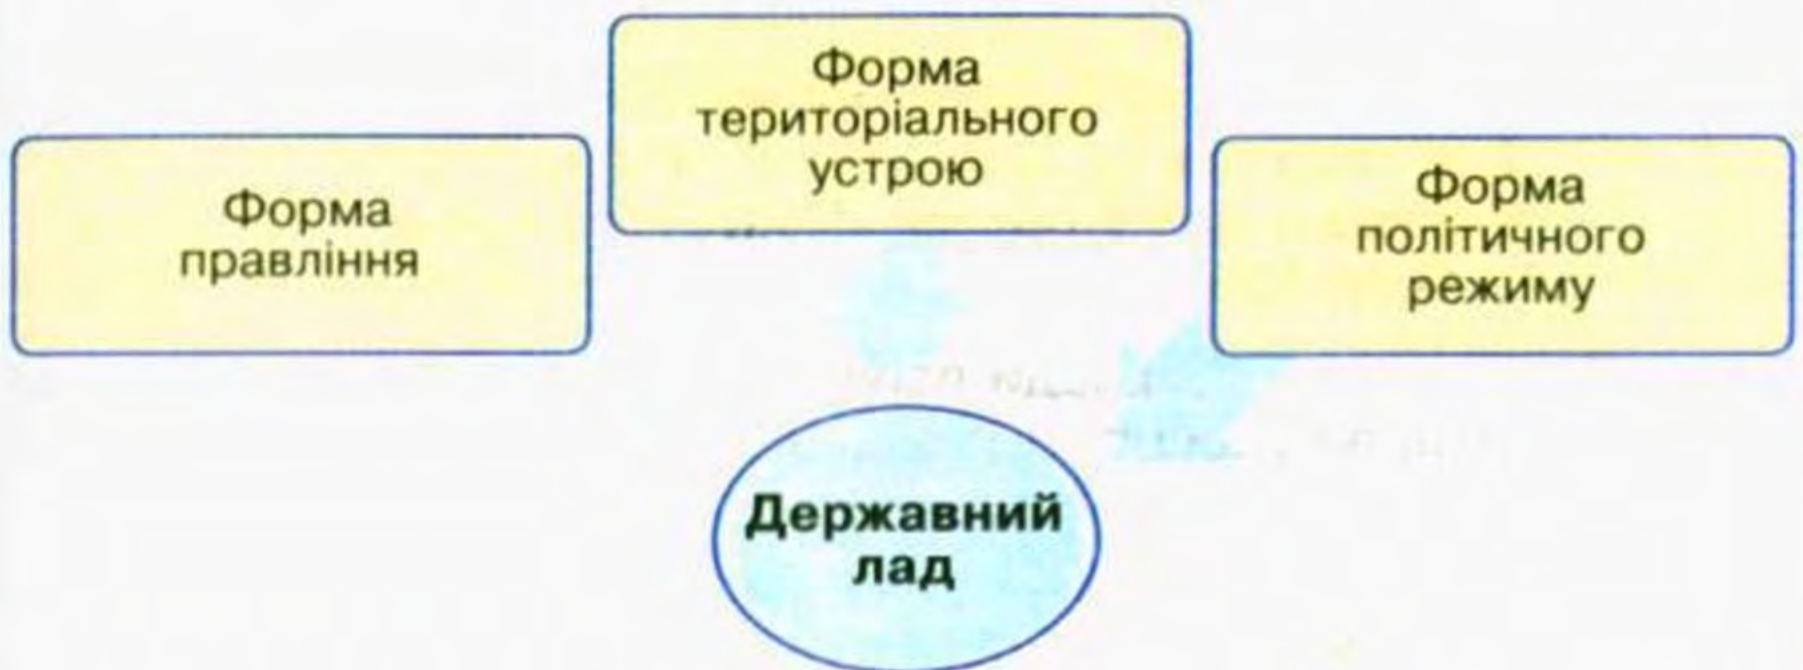 Форма
правління
Форма
територіального
устрою
Форма
політичного
режиму
Державний
лад